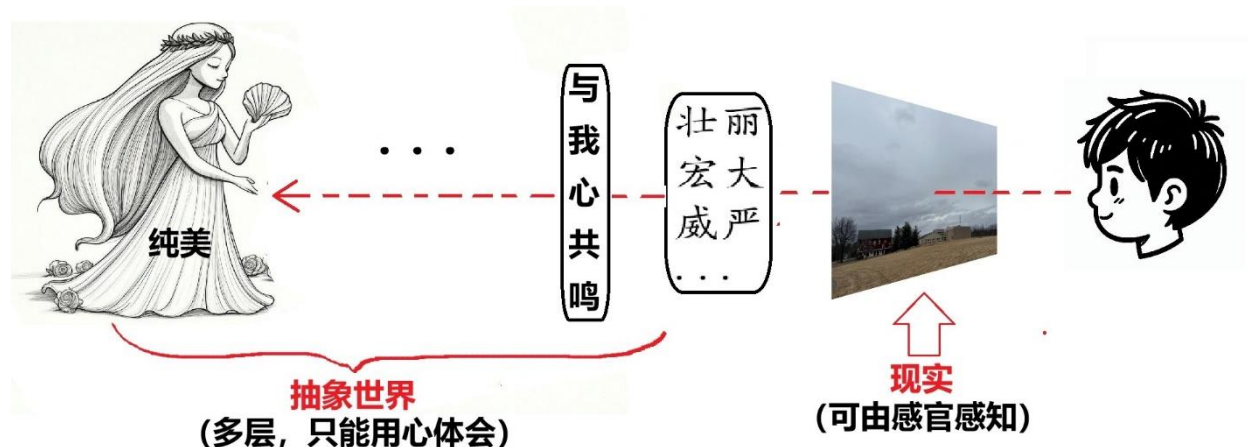 纯美
· · ·
与我心共鸣
壮丽
宏大
威严
· · ·
抽象世界
(多层，只能用心体会)
现实
(可由感官感知)